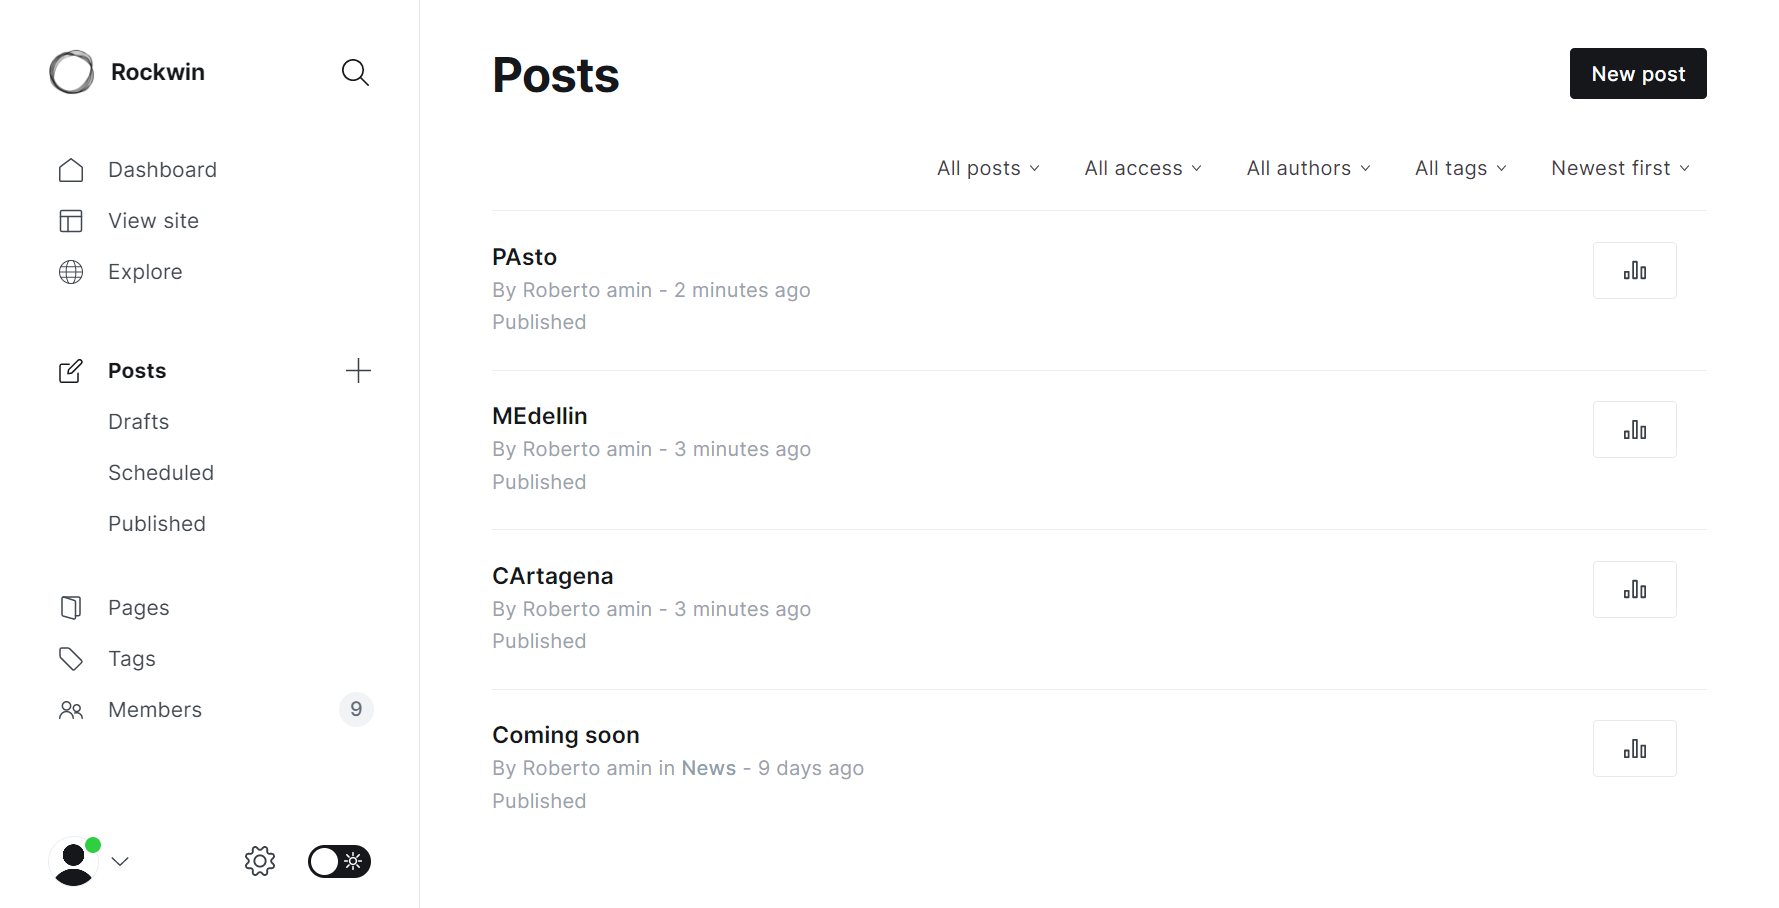 Rockwin
Dashboard
View site
Explore
Posts
Drafts
Scheduled
Published
Pages
Tags
Members 9
Posts
New post
All posts All access All authors All tags Newest first
PAsto
By Roberto amin - 2 minutes ago
Published
MEdellin
By Roberto amin - 3 minutes ago
Published
CArtagena
By Roberto amin - 3 minutes ago
Published
Coming soon
By Roberto amin in News - 9 days ago
Published